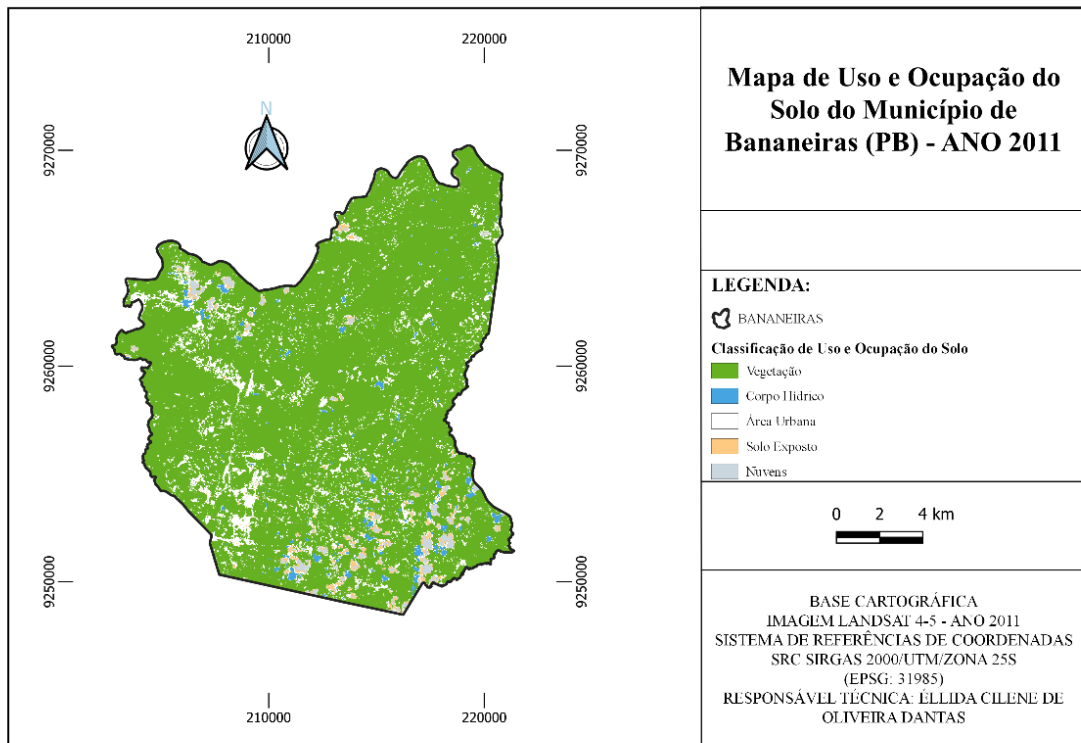 210000
220000
N
9270000
9270000
9260000
9260000
9250000
9250000
210000
220000
Mapa de Uso e Ocupação do
Solo do Município de
Bananeiras (PB) - ANO 2011
LEGENDA:
BANANEIRAS
Classificação de Uso e Ocupação do Solo
Vegetação
Corpo Hídrico
Área Urbana
Solo Exposto
Nuvens
0 2 4 km
BASE CARTOGRÁFICA
IMAGEM LANDSAT 4-5 - ANO 2011
SISTEMA DE REFERÊNCIAS DE COORDENADAS
SRC SIRGAS 2000/UTM/ZONA 25S
(EPSG: 31985)
RESPONSÁVEL TÉCNICA: ÉLLIDA CILENE DE
OLIVEIRA DANTAS